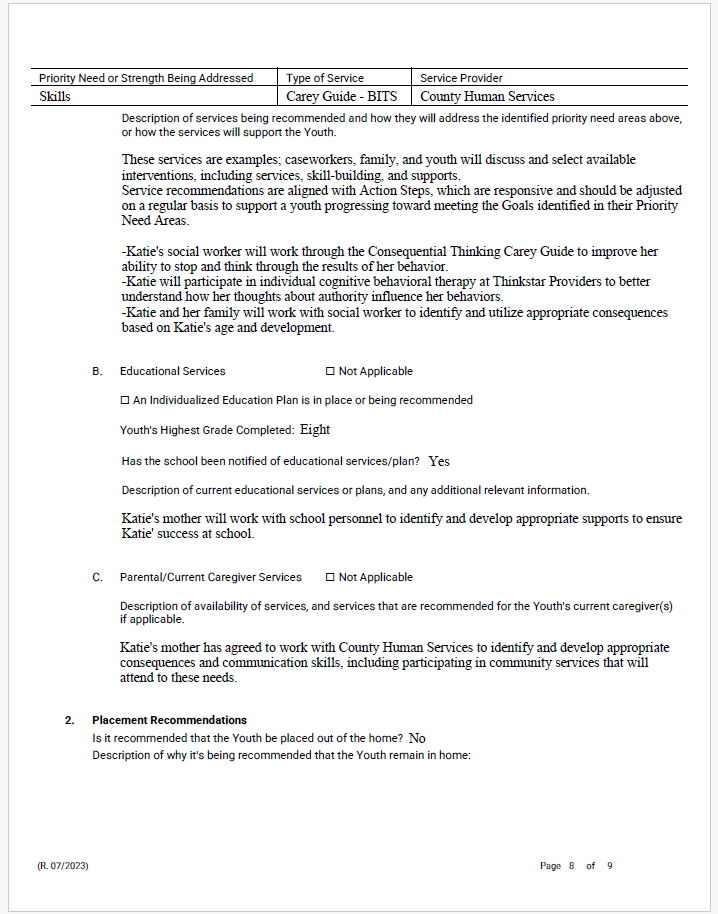 Priority Need or Strength Being Addressed Type of Service Service Provider
Skills Carey Guide - BITS County Human Services
Description of services being recommended and how they will address the identified priority need areas above,
or how the services will support the Youth.
These services are examples; caseworkers, family, and youth will discuss and select available
interventions, including services, skill-building, and supports.
Service recommendations are aligned with Action Steps, which are responsive and should be adjusted
on a regular basis to support a youth progressing toward meeting the Goals identified in their Priority
Need Areas.
-Katie's social worker will work through the Consequential Thinking Carey Guide to improve her
ability to stop and think through the results of her behavior.
-Katie will participate in individual cognitive behavioral therapy at Thinkstar Providers to better
understand how her thoughts about authority influence her behaviors.
-Katie and her family will work with social worker to identify and utilize appropriate consequences
based on Katie's age and development.
B. Educational Services ☐ Not Applicable
☐ An Individualized Education Plan is in place or being recommended
Youth's Highest Grade Completed: Eight
Has the school been notified of educational services/plan? Yes
Description of current educational services or plans, and any additional relevant information.
Katie's mother will work with school personnel to identify and develop appropriate supports to ensure
Katie' success at school.
C. Parental/Current Caregiver Services ☐ Not Applicable
Description of availability of services, and services that are recommended for the Youth's current caregiver(s)
if applicable.
Katie's mother has agreed to work with County Human Services to identify and develop appropriate
consequences and communication skills, including participating in community services that will
attend to these needs.
2. Placement Recommendations
Is it recommended that the Youth be placed out of the home? No
Description of why it's being recommended that the Youth remain in home:
(R. 07/2023) Page 8 of 9